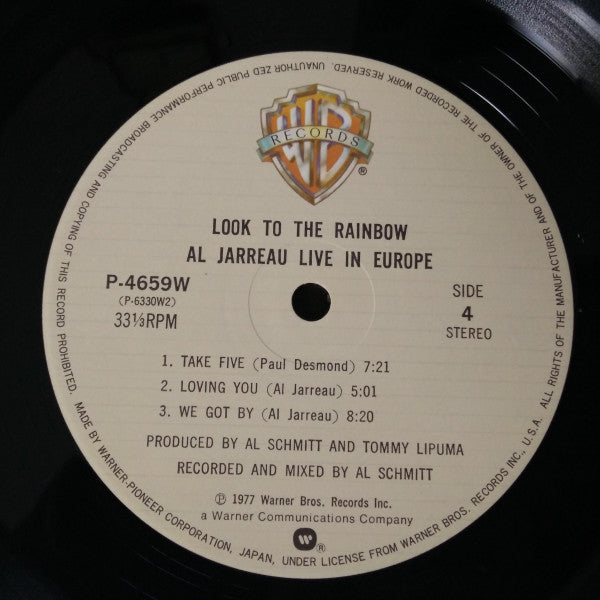 WB
RECORDS
®
LOOK TO THE RAINBOW
AL JARREAU LIVE IN EUROPE
P-4659W
(P-6330W2)
33⅓RPM
SIDE
4
STEREO
1. TAKE FIVE (Paul Desmond) 7:21
2. LOVING YOU (Al Jarreau) 5:01
3. WE GOT BY (Al Jarreau) 8:20
PRODUCED BY AL SCHMITT AND TOMMY LIPUMA
RECORDED AND MIXED BY AL SCHMITT
℗ 1977 Warner Bros. Records Inc.
a Warner Communications Company
W®
MADE BY WARNER-PIONEER CORPORATION, JAPAN, UNDER LICENSE FROM WARNER BROS. RECORDS INC., U.S.A. ALL RIGHTS OF THE MANUFACTURER AND OF THE OWNER OF THE RECORDED WORK RESERVED. UNAUTHORIZED PUBLIC PERFORMANCE BROADCASTING AND COPYING OF THIS RECORD PROHIBITED.